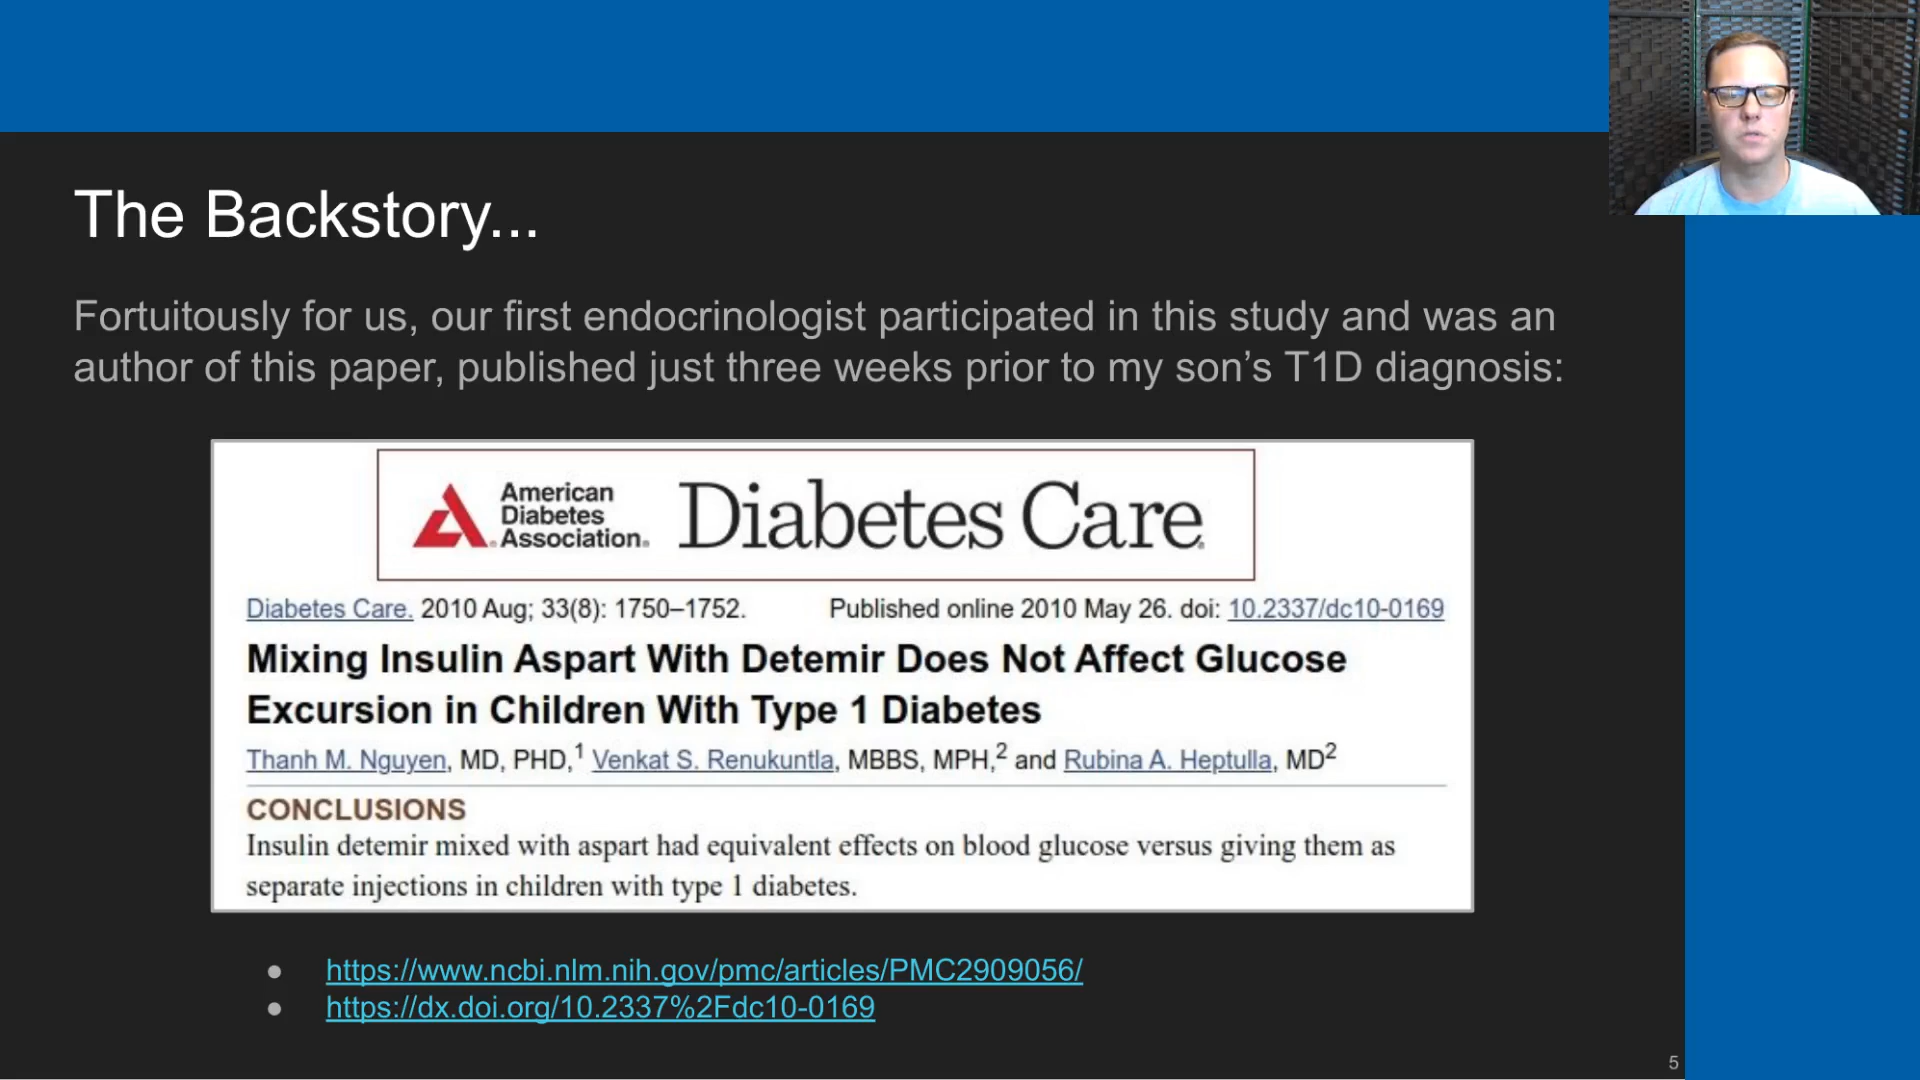 The Backstory...
Fortuitously for us, our first endocrinologist participated in this study and was an
author of this paper, published just three weeks prior to my son’s T1D diagnosis:
American
Diabetes
Association®
Diabetes Care®
Diabetes Care. 2010 Aug; 33(8): 1750–1752. Published online 2010 May 26. doi: 10.2337/dc10-0169
Mixing Insulin Aspart With Detemir Does Not Affect Glucose
Excursion in Children With Type 1 Diabetes
Thanh M. Nguyen, MD, PHD,¹ Venkat S. Renukuntla, MBBS, MPH,² and Rubina A. Heptulla, MD²
CONCLUSIONS
Insulin detemir mixed with aspart had equivalent effects on blood glucose versus giving them as
separate injections in children with type 1 diabetes.
● https://www.ncbi.nlm.nih.gov/pmc/articles/PMC2909056/
● https://dx.doi.org/10.2337%2Fdc10-0169
5